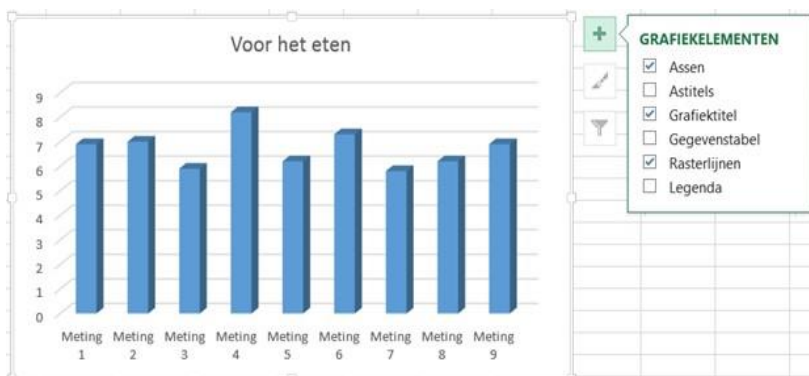 Voor het eten
9
8
7
6
5
4
3
2
1
0
Meting 1
Meting 2
Meting 3
Meting 4
Meting 5
Meting 6
Meting 7
Meting 8
Meting 9
GRAFIEKELEMENTEN
Assen
Astitels
Grafiektitel
Gegevenstabel
Rasterlijnen
Legenda